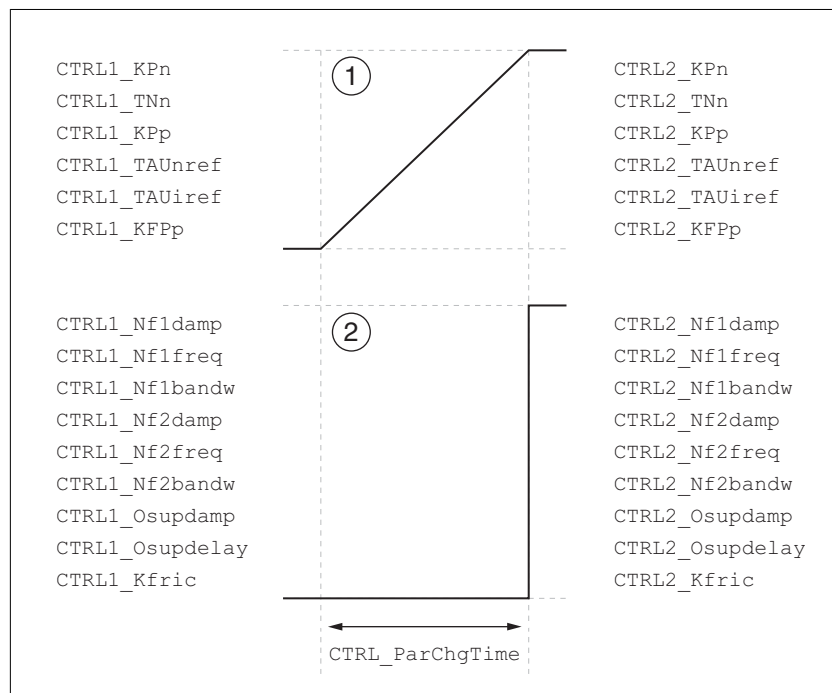 1
CTRL1_KPn
CTRL1_TNn
CTRL1_KPp
CTRL1_TAUnref
CTRL1_TAUiref
CTRL1_KFPp
CTRL2_KPn
CTRL2_TNn
CTRL2_KPp
CTRL2_TAUnref
CTRL2_TAUiref
CTRL2_KFPp
2
CTRL1_Nf1damp
CTRL1_Nf1freq
CTRL1_Nf1bandw
CTRL1_Nf2damp
CTRL1_Nf2freq
CTRL1_Nf2bandw
CTRL1_Osupdamp
CTRL1_Osupdelay
CTRL1_Kfric
CTRL2_Nf1damp
CTRL2_Nf1freq
CTRL2_Nf1bandw
CTRL2_Nf2damp
CTRL2_Nf2freq
CTRL2_Nf2bandw
CTRL2_Osupdamp
CTRL2_Osupdelay
CTRL2_Kfric
CTRL_ParChgTime